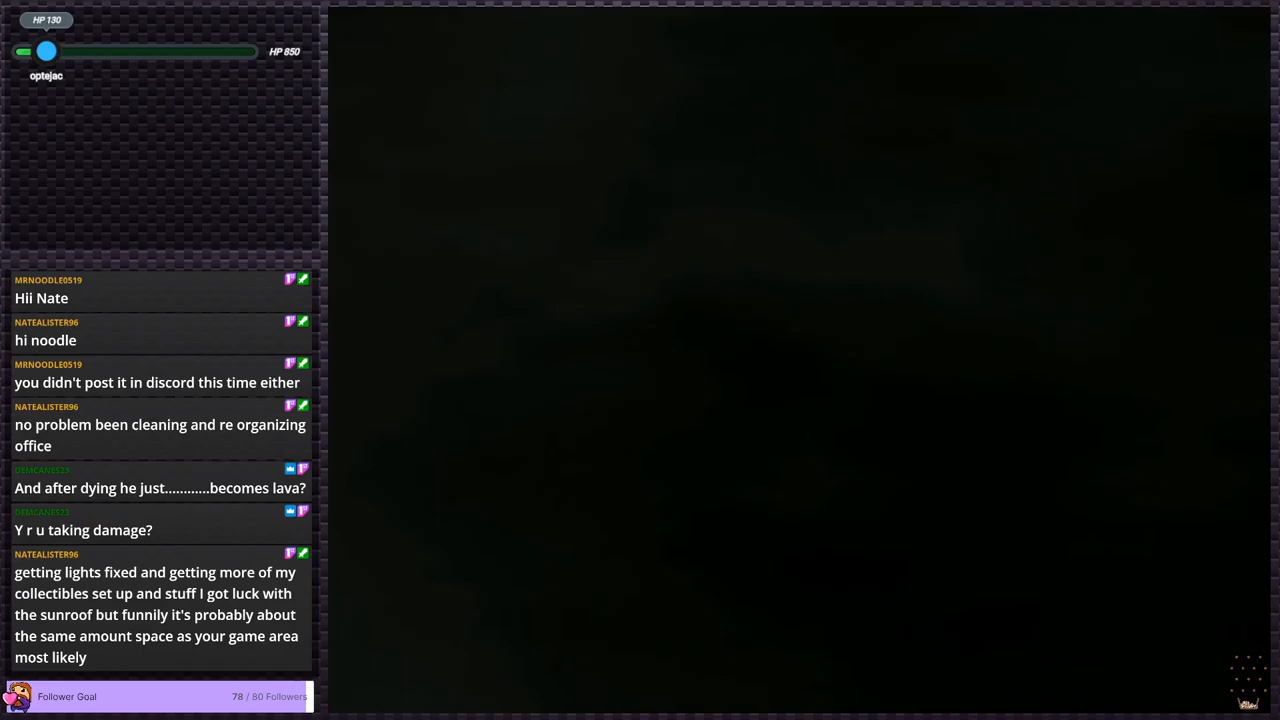 HP 130
HP 850
optejac
MRNOODLE0519
Hii Nate
NATEALISTER96
hi noodle
MRNOODLE0519
you didn't post it in discord this time either
NATEALISTER96
no problem been cleaning and re organizing
office
DEMCANES23
And after dying he just............becomes lava?
DEMCANES23
Y r u taking damage?
NATEALISTER96
getting lights fixed and getting more of my
collectibles set up and stuff I got luck with
the sunroof but funnily it's probably about
the same amount space as your game area
most likely
Follower Goal
78 / 80 Followers